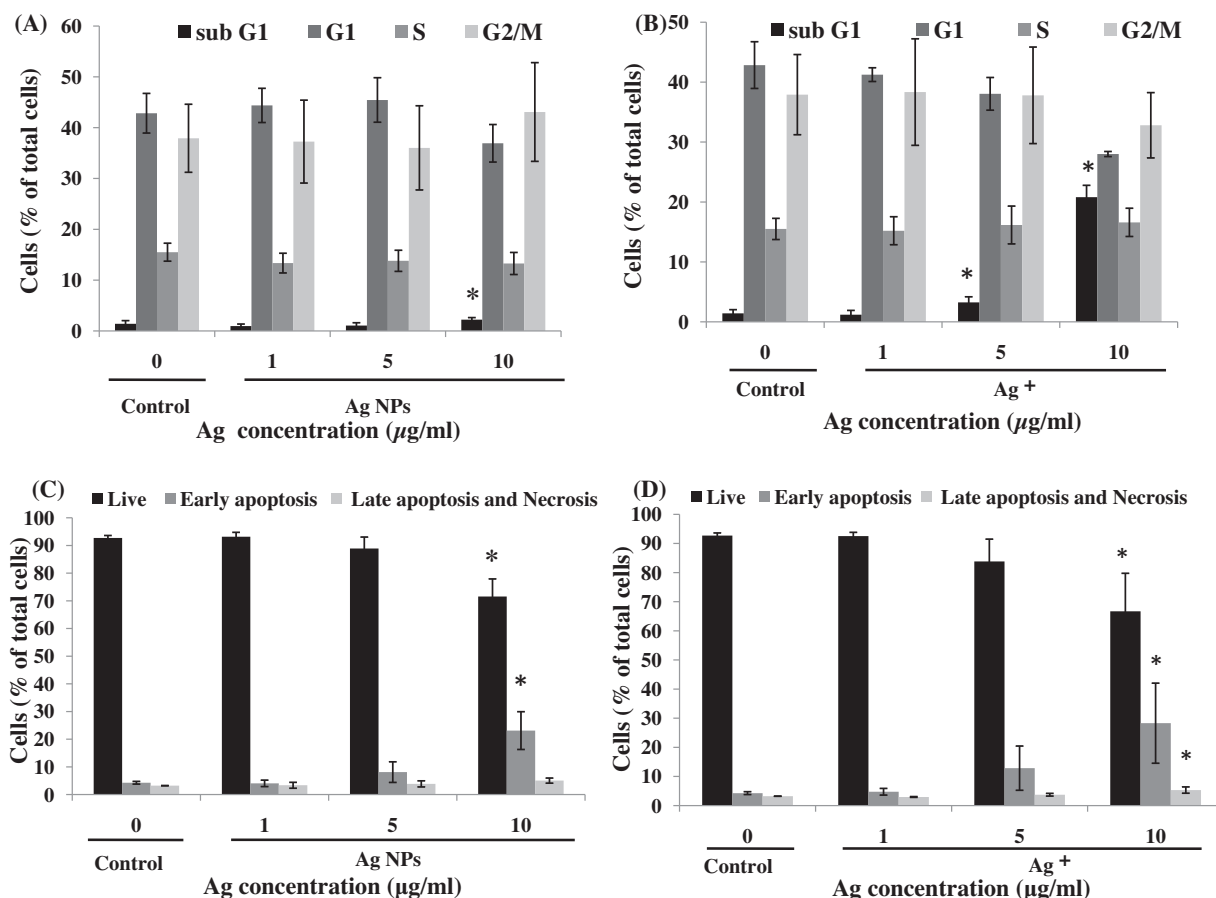 (A)
sub G1 G1 S G2/M
Cells (% of total cells)
60
50
40
30
20
10
0
*
0 1 5 10
Control Ag NPs
Ag concentration (µg/ml)
(B)
sub G1 G1 S G2/M
Cells (% of total cells)
50
40
30
20
10
0
*
*
0 1 5 10
Control Ag +
Ag concentration (µg/ml)
(C)
Live Early apoptosis Late apoptosis and Necrosis
Cells (% of total cells)
100
90
80
70
60
50
40
30
20
10
0
*
*
0 1 5 10
Control Ag NPs
Ag concentration (µg/ml)
(D)
Live Early apoptosis Late apoptosis and Necrosis
Cells (% of total cells)
100
90
80
70
60
50
40
30
20
10
0
*
*
*
0 1 5 10
Control Ag +
Ag concentration (µg/ml)